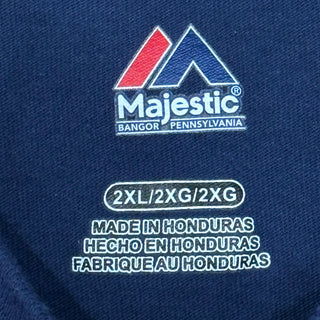 Majestic®
BANGOR PENNSYLVANIA
2XL/2XG/2XG
MADE IN HONDURAS
HECHO EN HONDURAS
FABRIQUE AU HONDURAS